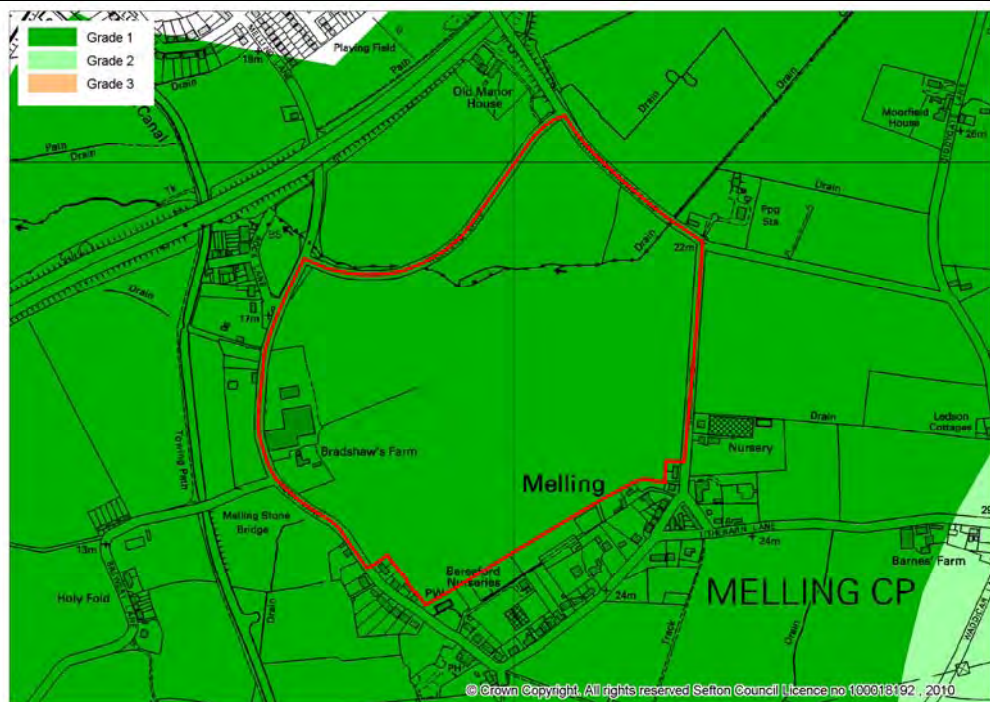 Grade 1
Grade 2
Grade 3
Playing Field
18m
Path
Canal
Drain
Old Manor
House
Drain
Drain
Moorfield
House
26m
Path
Drain
Drain
Ppg
Sta
Drain
22m
Drain
17m
Bradshaw's Farm
Towing Path
Melling Stone
Bridge
13m
Holy Fold
Drain
Melling
Beresford
Nurseries
PW
PH
24m
Nursery
Drain
Ledson
Cottages
24m
Barnes' Farm
MELLING CP
Track
Drain
© Crown Copyright. All rights reserved Sefton Council Licence no 100018192 , 2010